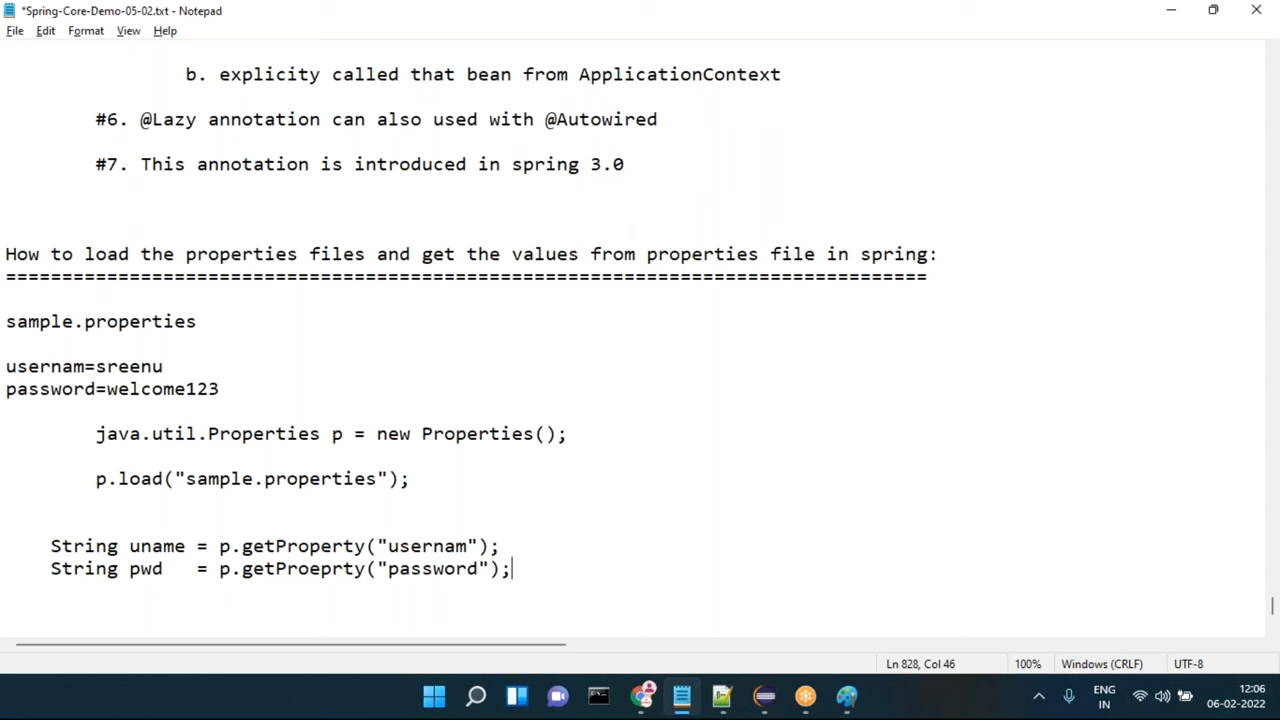 *Spring-Core-Demo-05-02.txt - Notepad
File Edit Format View Help
b. explicity called that bean from ApplicationContext
#6. @Lazy annotation can also used with @Autowired
#7. This annotation is introduced in spring 3.0
How to load the properties files and get the values from properties file in spring:
===================================================================================
sample.properties
usernam=sreenu
password=welcome123
java.util.Properties p = new Properties();
p.load("sample.properties");
String uname = p.getProperty("usernam");
String pwd = p.getProeprty("password");
Ln 828, Col 46 100% Windows (CRLF) UTF-8
ENG 12:06
IN 06-02-2022